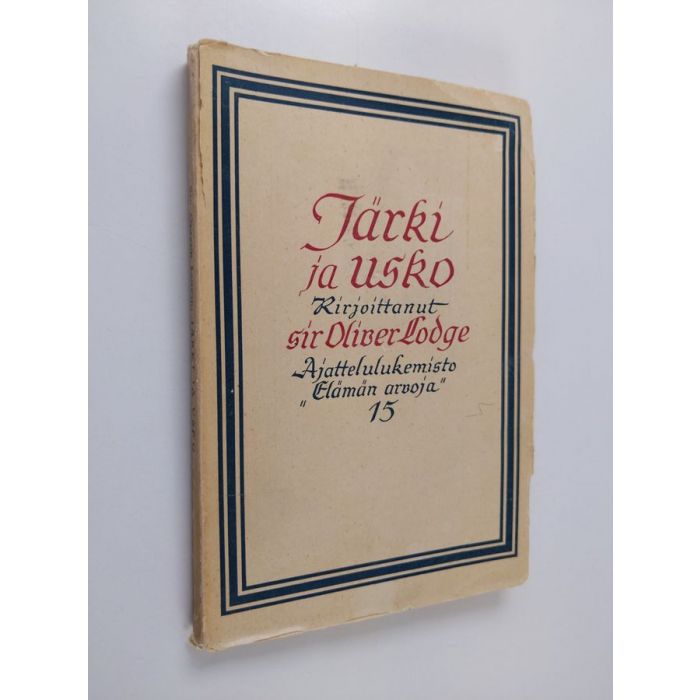 Järki
ja usko
Kirjoittanut
sir Oliver Lodge
Ajattelulukemisto
„Elämän arvoja"
15